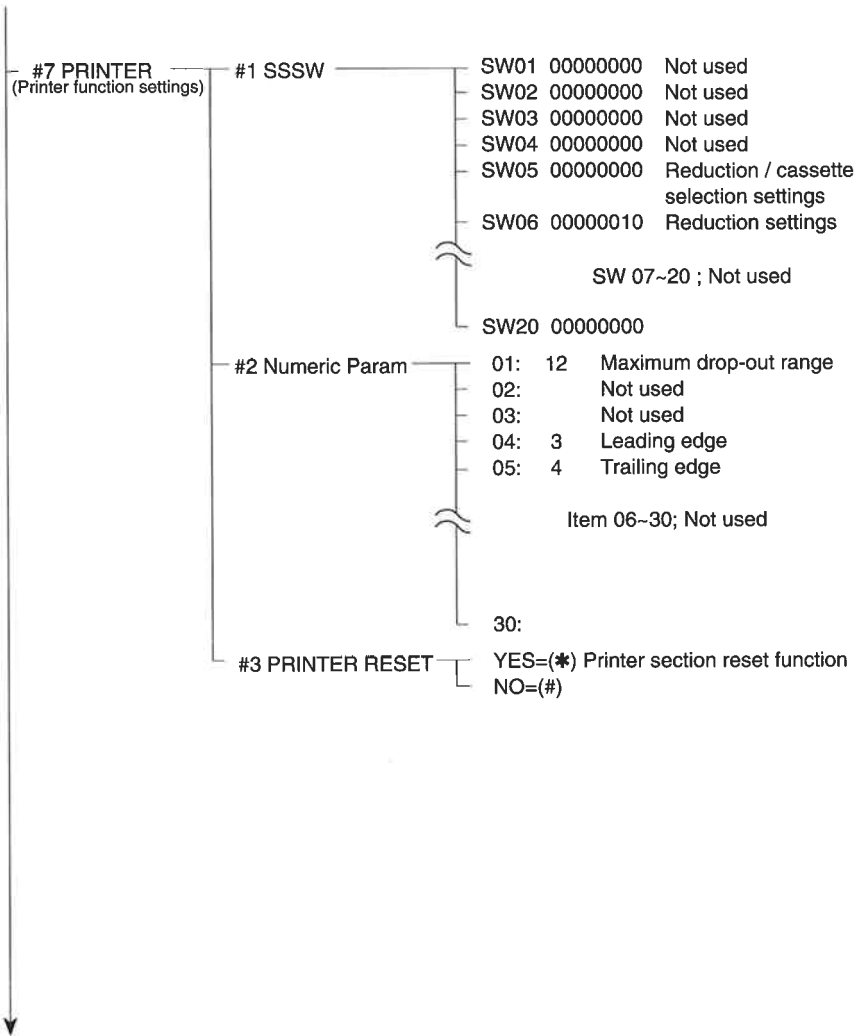 #7 PRINTER
(Printer function settings)
#1 SSSW
SW01 00000000 Not used
SW02 00000000 Not used
SW03 00000000 Not used
SW04 00000000 Not used
SW05 00000000 Reduction / cassette
selection settings
SW06 00000010 Reduction settings
SW 07~20 ; Not used
SW20 00000000
#2 Numeric Param
01: 12 Maximum drop-out range
02: Not used
03: Not used
04: 3 Leading edge
05: 4 Trailing edge
Item 06~30; Not used
30:
#3 PRINTER RESET
YES=(✱) Printer section reset function
NO=(#)